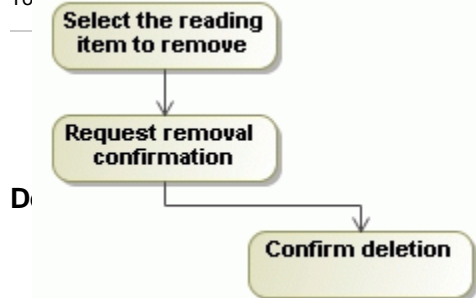 Select the reading
item to remove
Request removal
confirmation
Confirm deletion